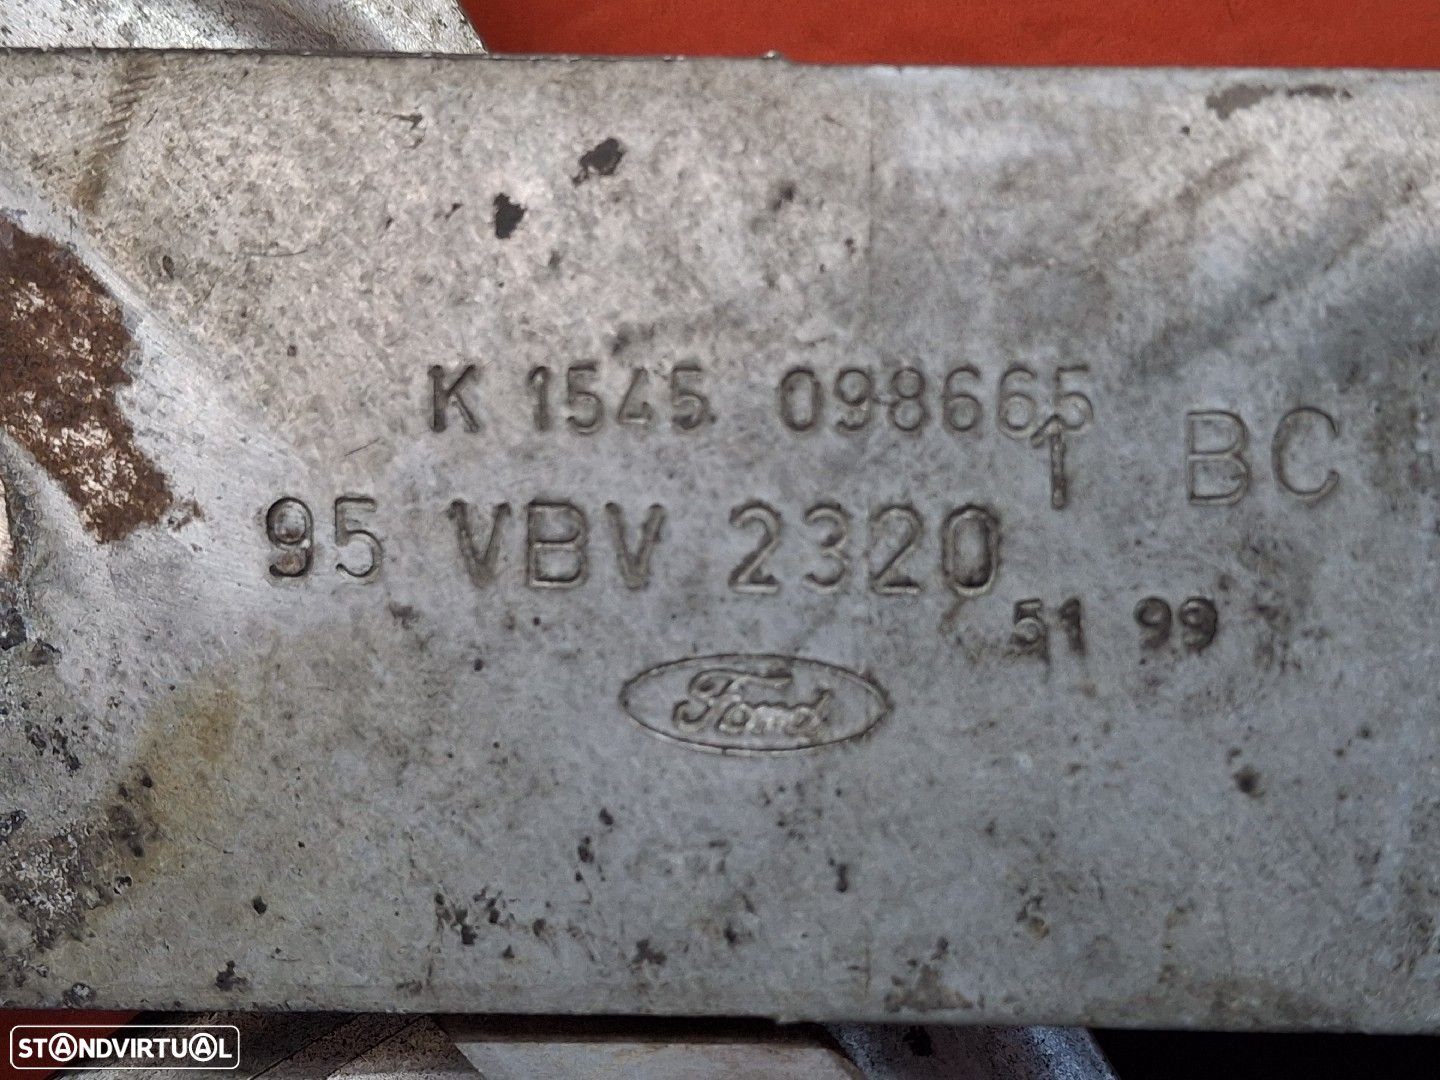 K 1545 098665
95 VBV 2320 1 BC
51 99
Ford
STANDVIRTUAL